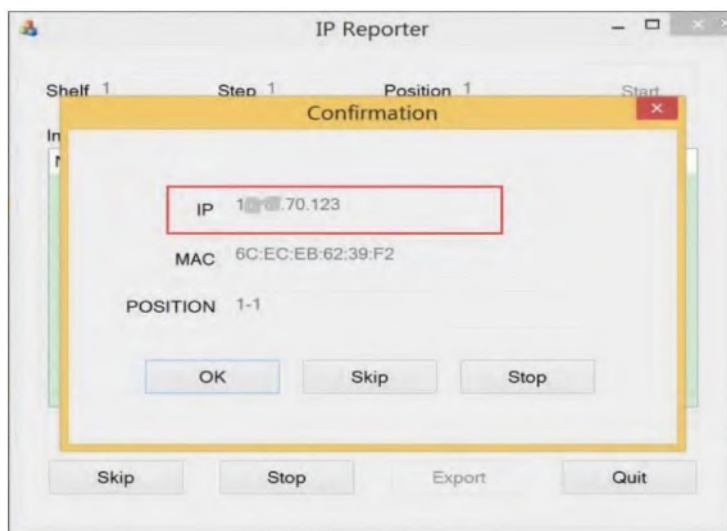 IP Reporter
Shelf 1 Step 1 Position 1 Start
Confirmation
IP .70.123
MAC 6C:EC:EB:62:39:F2
POSITION 1-1
OK Skip Stop
Skip Stop Export Quit